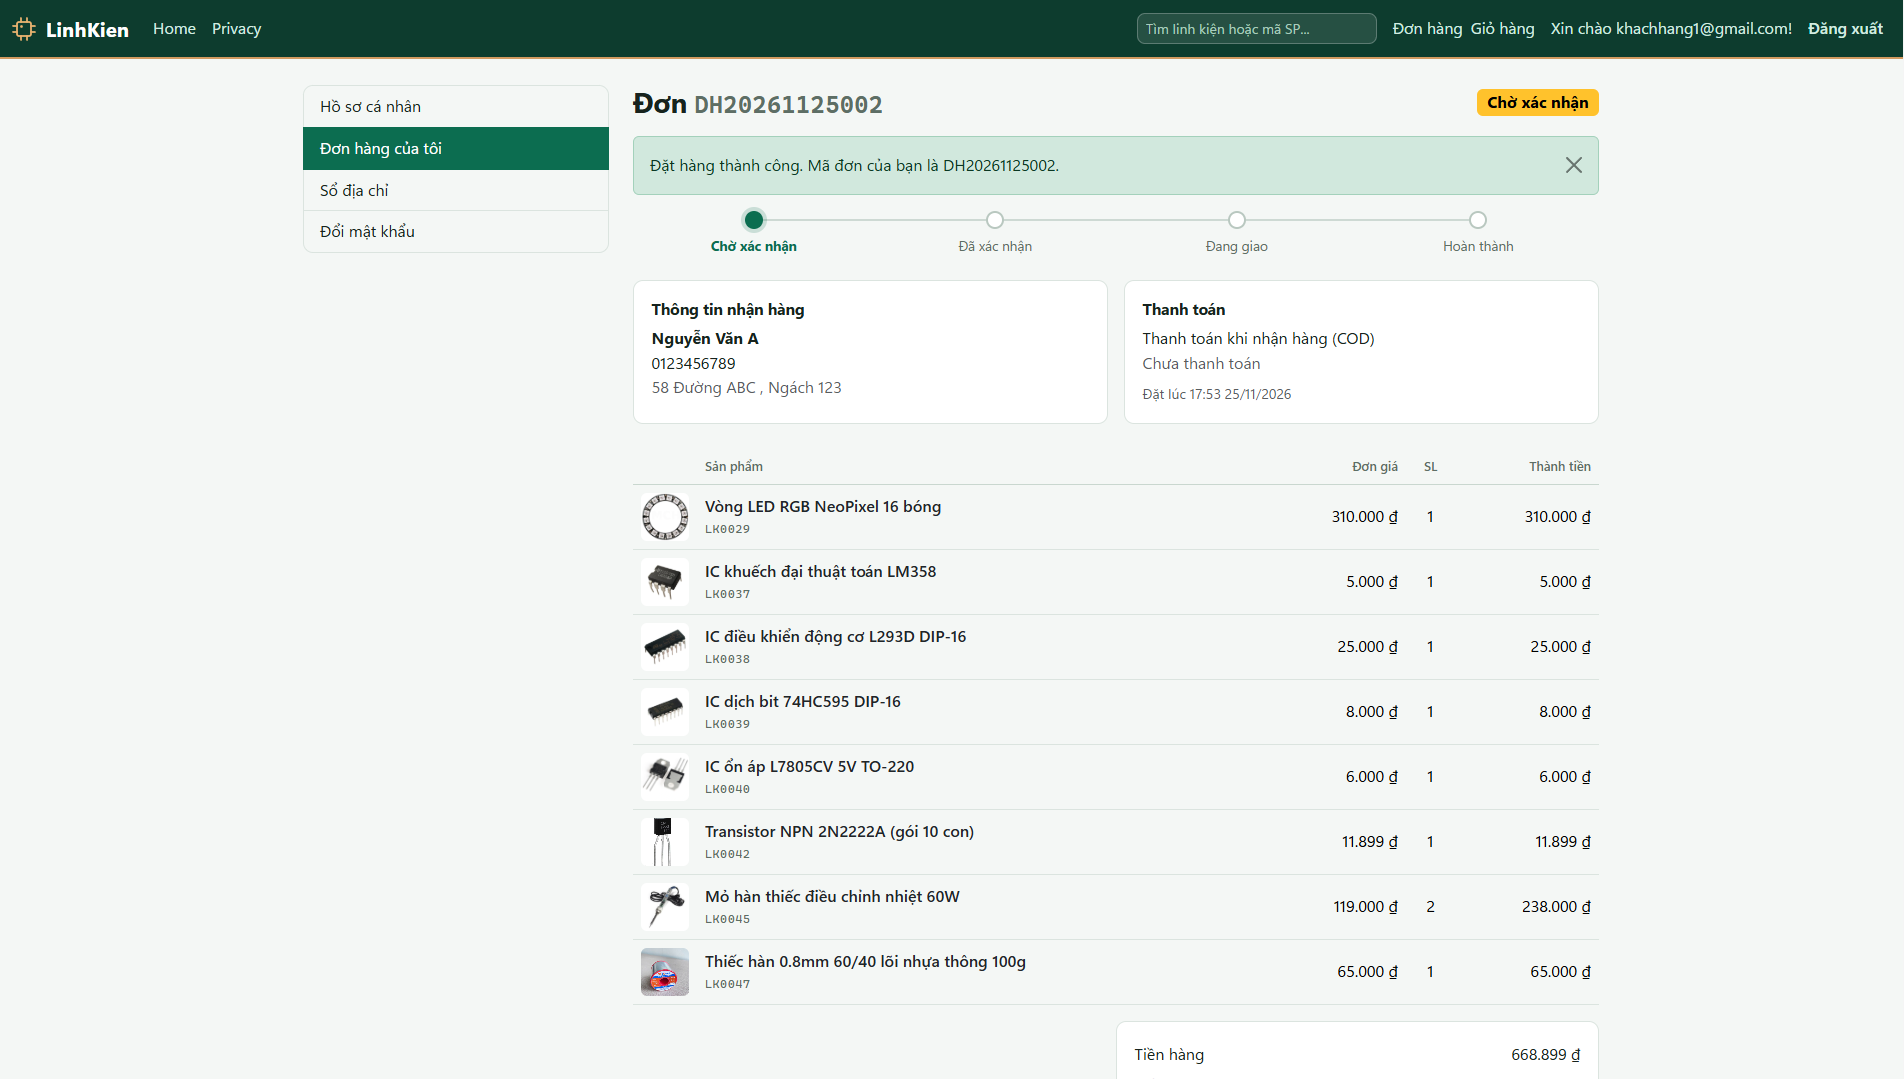 LinhKien
Home
Privacy
Tìm linh kiện hoặc mã SP...
Đơn hàng
Giỏ hàng
Xin chào khachhang1@gmail.com!
Đăng xuất
Hồ sơ cá nhân
Đơn hàng của tôi
Sổ địa chỉ
Đổi mật khẩu
Đơn DH20261125002
Chờ xác nhận
Đặt hàng thành công. Mã đơn của bạn là DH20261125002.
Chờ xác nhận
Đã xác nhận
Đang giao
Hoàn thành
Thông tin nhận hàng
Nguyễn Văn A
0123456789
58 Đường ABC , Ngách 123
Thanh toán
Thanh toán khi nhận hàng (COD)
Chưa thanh toán
Đặt lúc 17:53 25/11/2026
Sản phẩm Đơn giá SL Thành tiền
Vòng LED RGB NeoPixel 16 bóng
LK0029
310.000 ₫ 1 310.000 ₫
IC khuếch đại thuật toán LM358
LK0037
5.000 ₫ 1 5.000 ₫
IC điều khiển động cơ L293D DIP-16
LK0038
25.000 ₫ 1 25.000 ₫
IC dịch bit 74HC595 DIP-16
LK0039
8.000 ₫ 1 8.000 ₫
IC ổn áp L7805CV 5V TO-220
LK0040
6.000 ₫ 1 6.000 ₫
Transistor NPN 2N2222A (gói 10 con)
LK0042
11.899 ₫ 1 11.899 ₫
Mỏ hàn thiếc điều chỉnh nhiệt 60W
LK0045
119.000 ₫ 2 238.000 ₫
Thiếc hàn 0.8mm 60/40 lõi nhựa thông 100g
LK0047
65.000 ₫ 1 65.000 ₫
Tiền hàng 668.899 ₫